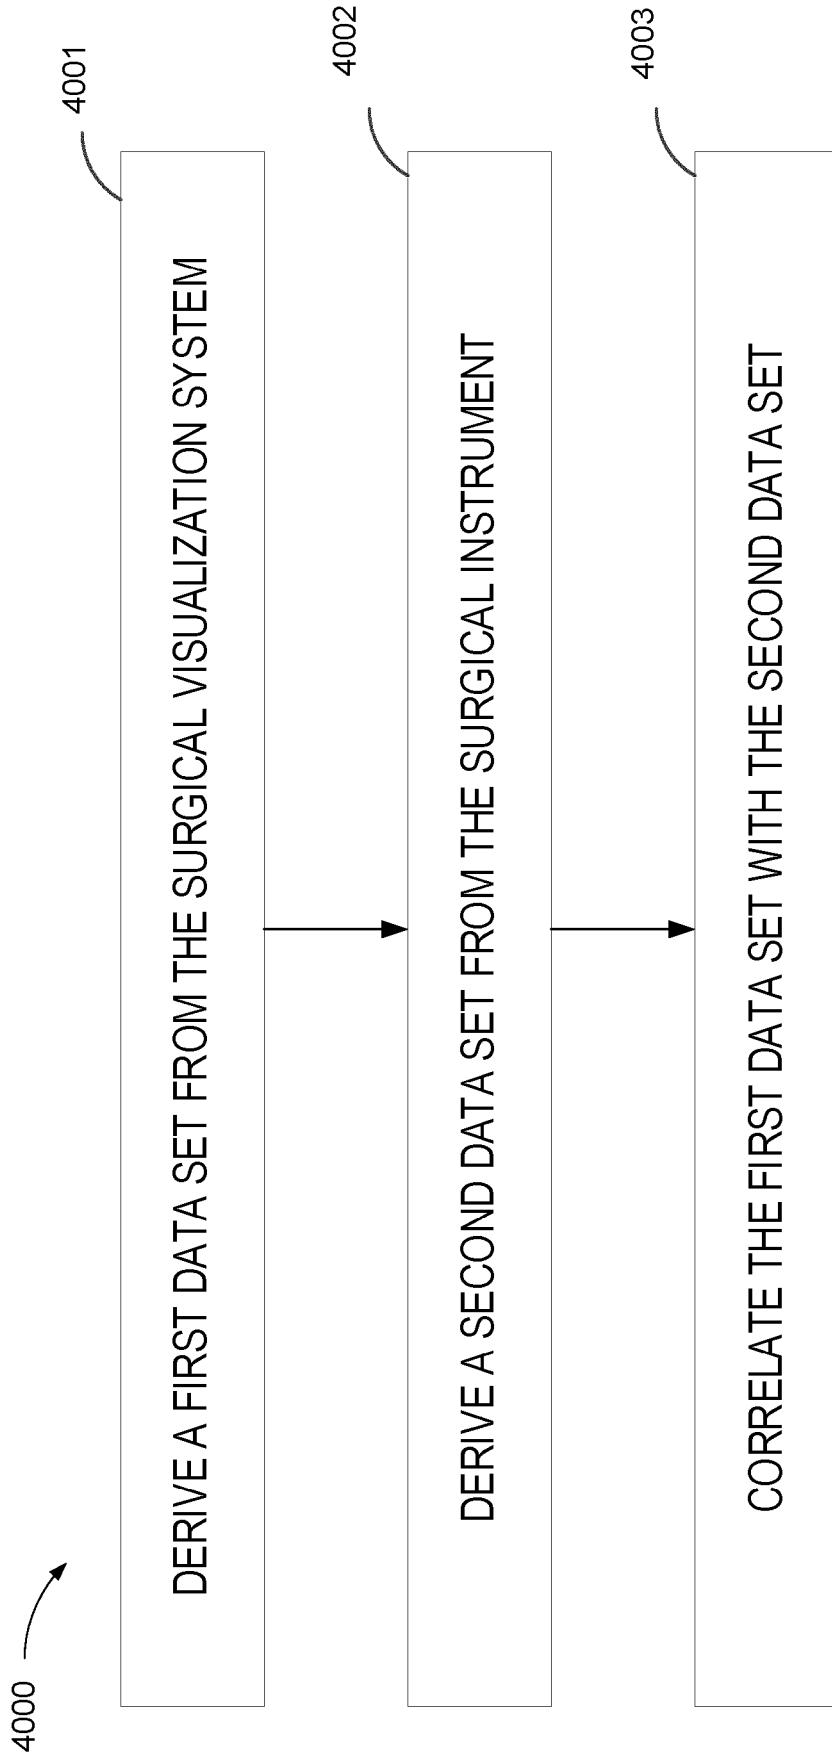 4000
4001
DERIVE A FIRST DATA SET FROM THE SURGICAL VISUALIZATION SYSTEM
4002
DERIVE A SECOND DATA SET FROM THE SURGICAL INSTRUMENT
4003
CORRELATE THE FIRST DATA SET WITH THE SECOND DATA SET